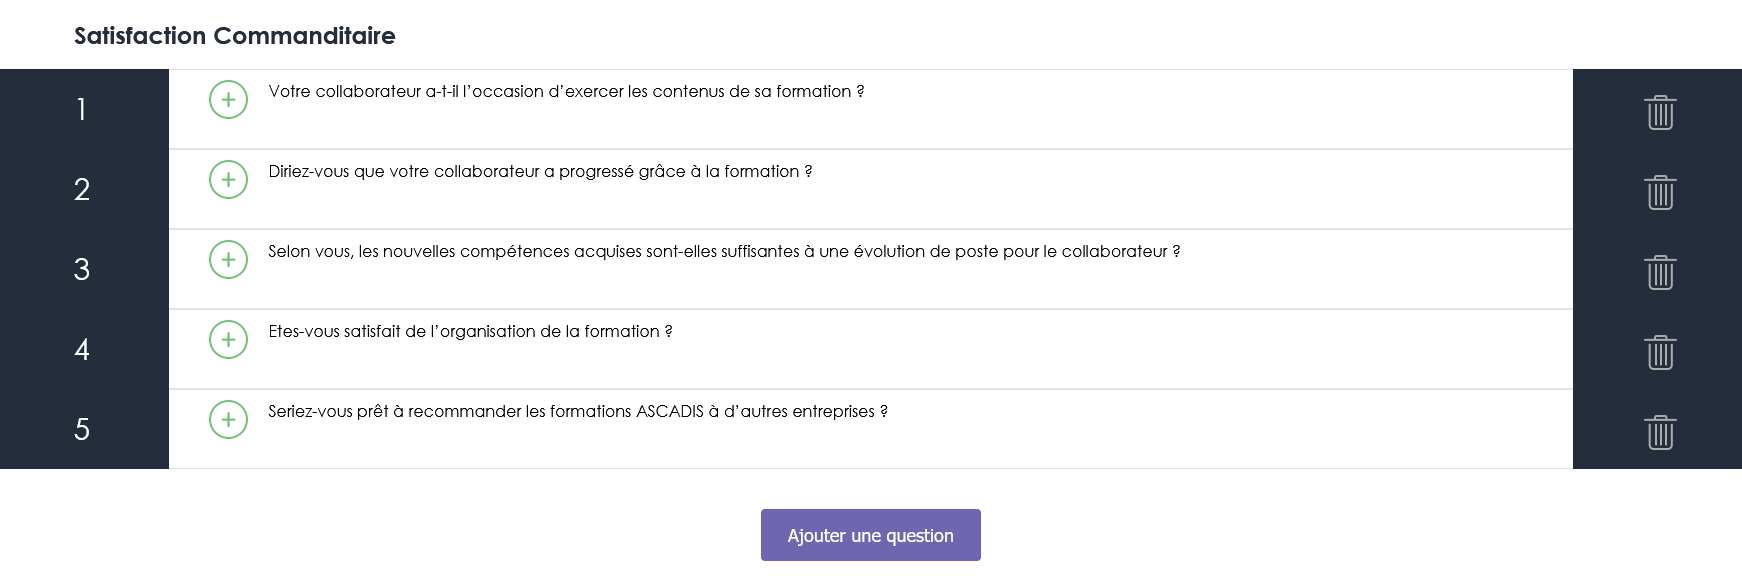 Satisfaction Commanditaire
1
Votre collaborateur a-t-il l’occasion d’exercer les contenus de sa formation ?
2
Diriez-vous que votre collaborateur a progressé grâce à la formation ?
3
Selon vous, les nouvelles compétences acquises sont-elles suffisantes à une évolution de poste pour le collaborateur ?
4
Etes-vous satisfait de l’organisation de la formation ?
5
Seriez-vous prêt à recommander les formations ASCADIS à d’autres entreprises ?
Ajouter une question